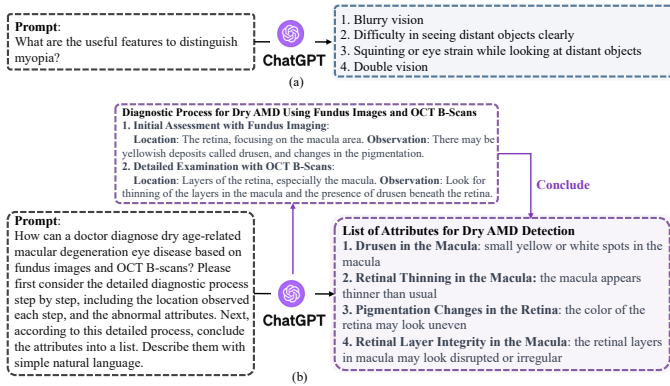 Prompt:
What are the useful features to distinguish
myopia?
ChatGPT
1. Blurry vision
2. Difficulty in seeing distant objects clearly
3. Squinting or eye strain while looking at distant objects
4. Double vision
(a)
Diagnostic Process for Dry AMD Using Fundus Images and OCT B-Scans
1. Initial Assessment with Fundus Imaging:
Location: The retina, focusing on the macula area. Observation: There may be
yellowish deposits called drusen, and changes in the pigmentation.
2. Detailed Examination with OCT B-Scans:
Location: Layers of the retina, especially the macula. Observation: Look for
thinning of the layers in the macula and the presence of drusen beneath the retina.
Conclude
Prompt:
How can a doctor diagnose dry age-related
macular degeneration eye disease based on
fundus images and OCT B-scans? Please
first consider the detailed diagnostic process
step by step, including the location observed
each step, and the abnormal attributes. Next,
according to this detailed process, conclude
the attributes into a list. Describe them with
simple natural language.
ChatGPT
List of Attributes for Dry AMD Detection
1. Drusen in the Macula: small yellow or white spots in the
macula
2. Retinal Thinning in the Macula: the macula appears
thinner than usual
3. Pigmentation Changes in the Retina: the color of the
retina may look uneven
4. Retinal Layer Integrity in the Macula: the retinal layers
in macula may look disrupted or irregular
(b)